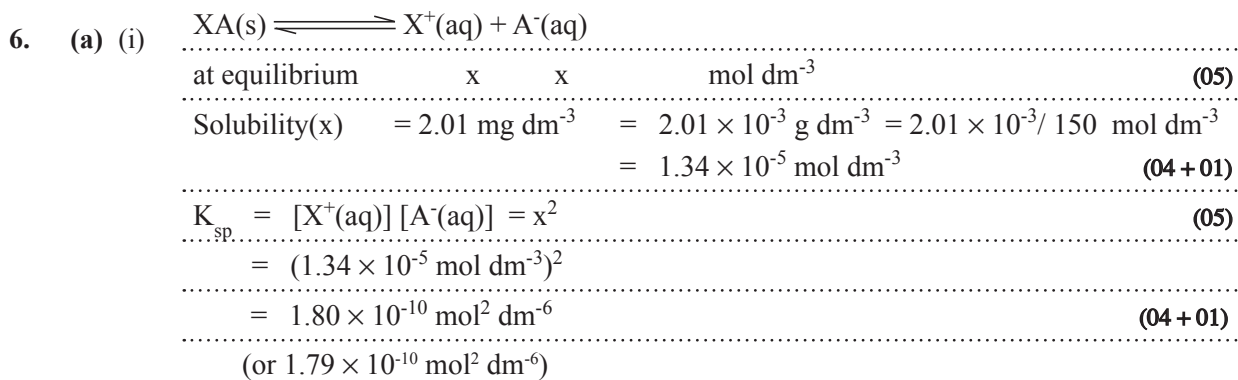 6. (a) (i) XA(s) ⇌ X⁺(aq) + A⁻(aq)
at equilibrium x x mol dm⁻³ (05)
Solubility(x) = 2.01 mg dm⁻³ = 2.01 × 10⁻³ g dm⁻³ = 2.01 × 10⁻³/ 150 mol dm⁻³
= 1.34 × 10⁻⁵ mol dm⁻³ (04 + 01)
Kₛₚ = [X⁺(aq)] [A⁻(aq)] = x² (05)
= (1.34 × 10⁻⁵ mol dm⁻³)²
= 1.80 × 10⁻¹⁰ mol² dm⁻⁶ (04 + 01)
(or 1.79 × 10⁻¹⁰ mol² dm⁻⁶)